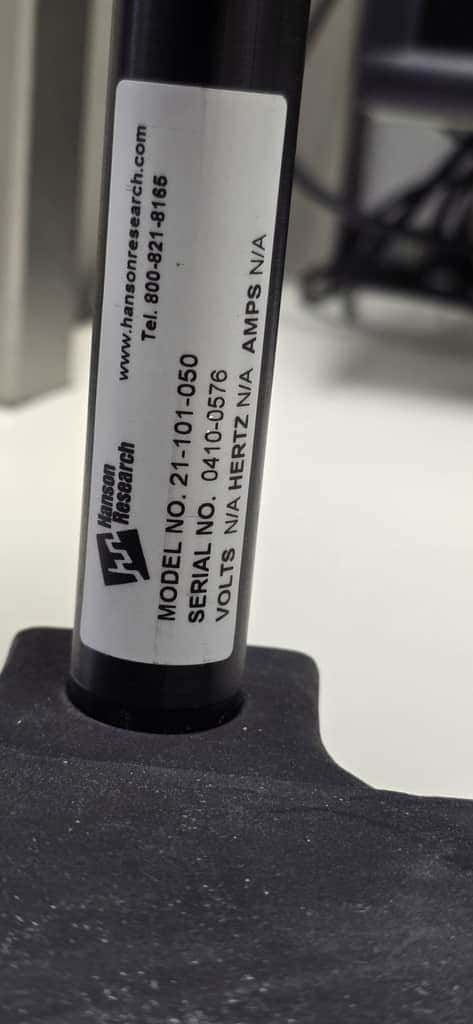 Hanson
Research
www.hansonresearch.com
Tel. 800-821-8165
MODEL NO. 21-101-050
SERIAL NO. 0410-0576
VOLTS N/A HERTZ N/A AMPS N/A